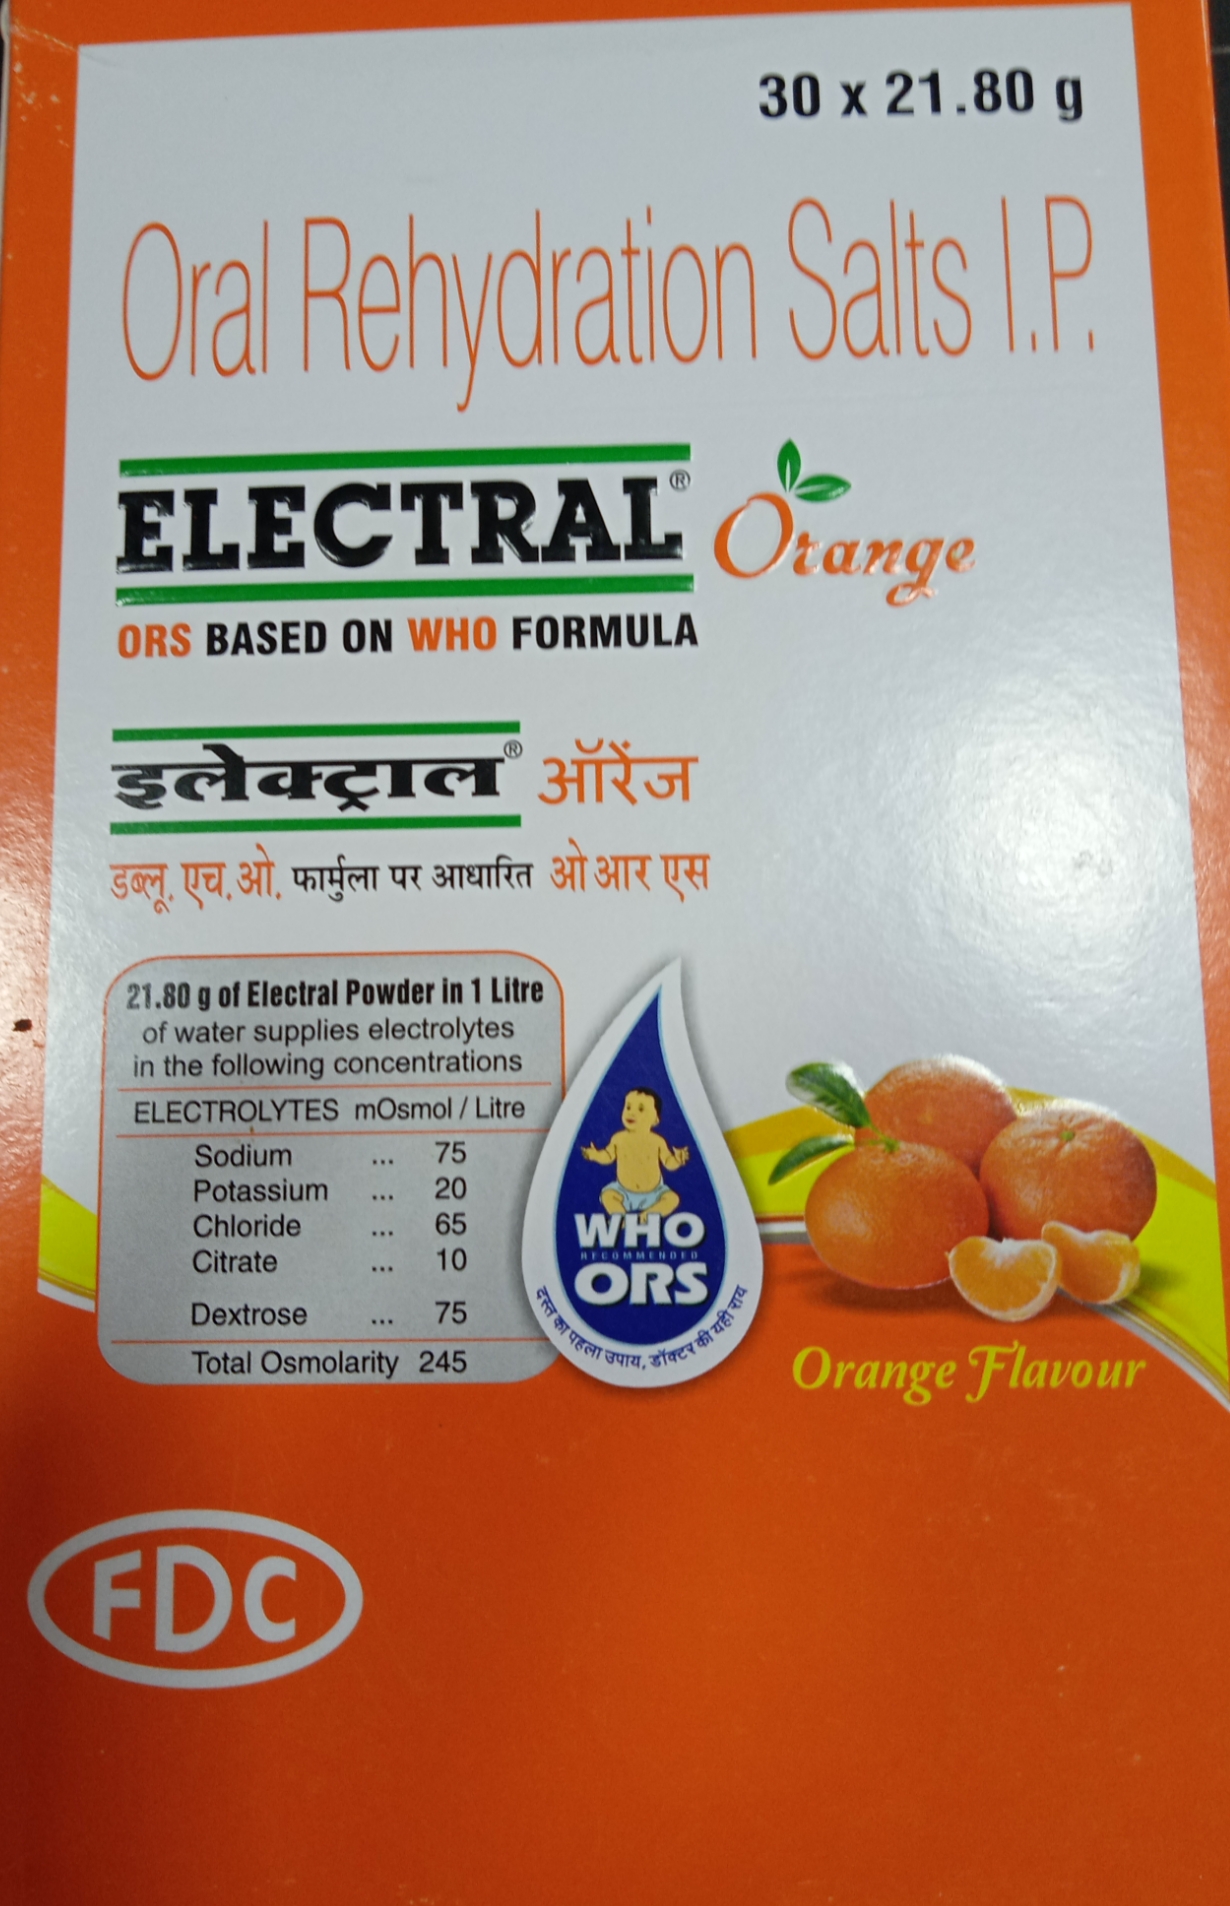 30 x 21.80 g
Oral Rehydration Salts I.P.
ELECTRAL® Orange
ORS BASED ON WHO FORMULA
इलेक्ट्राल® ऑरेंज
डब्लू. एच. ओ. फार्मुला पर आधारित ओ आर एस
21.80 g of Electral Powder in 1 Litre
of water supplies electrolytes
in the following concentrations
ELECTROLYTES mOsmol / Litre
Sodium ... 75
Potassium ... 20
Chloride ... 65
Citrate ... 10
Dextrose ... 75
Total Osmolarity 245
WHO
RECOMMENDED
ORS
दस्त का पहला उपाय, डॉक्टर की यही राय
Orange Flavour
FDC